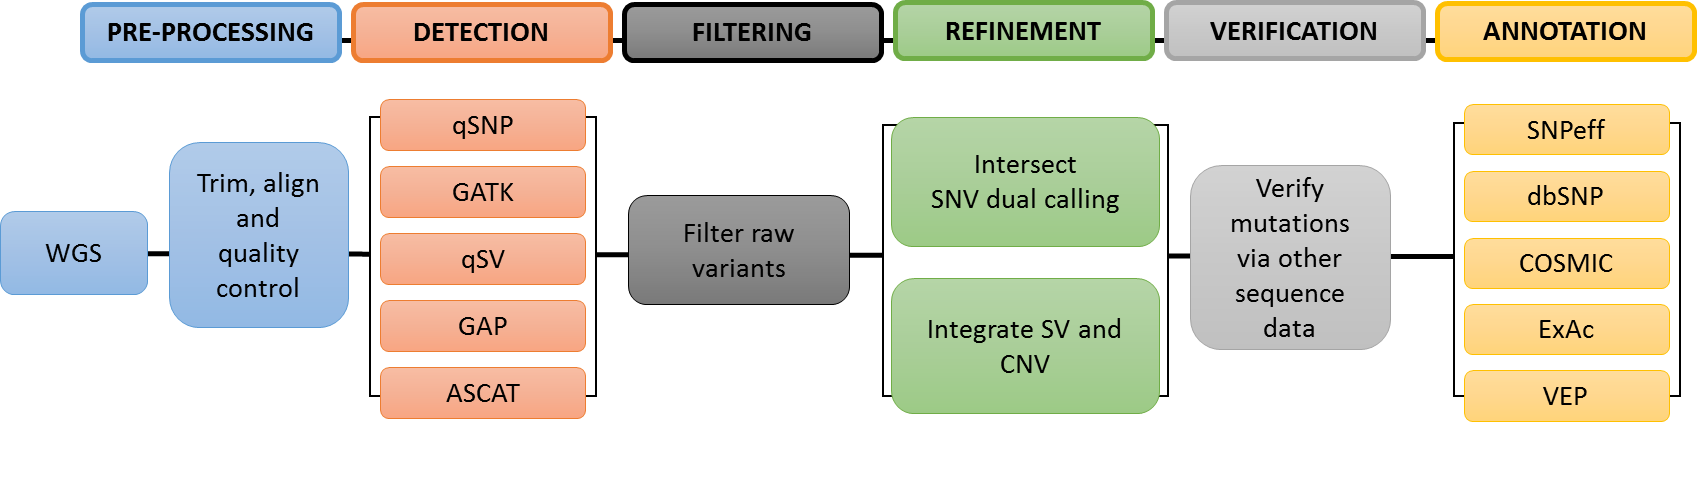 PRE-PROCESSING
DETECTION
FILTERING
REFINEMENT
VERIFICATION
ANNOTATION
WGS
Trim, align
and
quality
control
qSNP
GATK
qSV
GAP
ASCAT
Filter raw
variants
Intersect
SNV dual calling
Integrate SV and
CNV
Verify
mutations
via other
sequence
data
SNPeff
dbSNP
COSMIC
ExAc
VEP